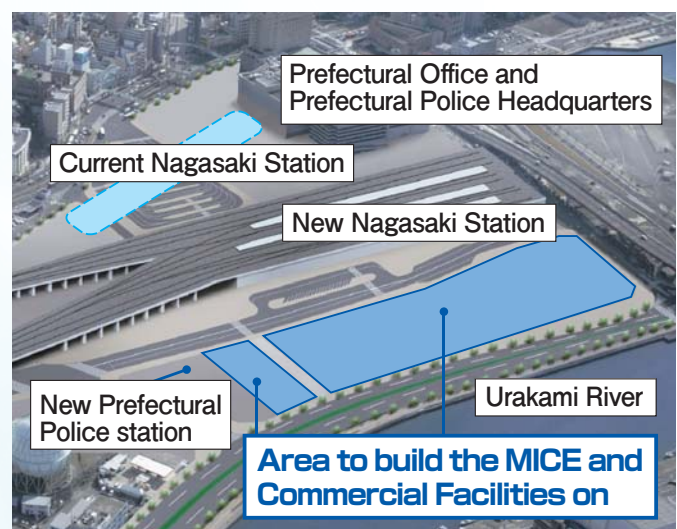 Prefectural Office and
Prefectural Police Headquarters
Current Nagasaki Station
New Nagasaki Station
New Prefectural
Police station
Urakami River
Area to build the MICE and
Commercial Facilities on